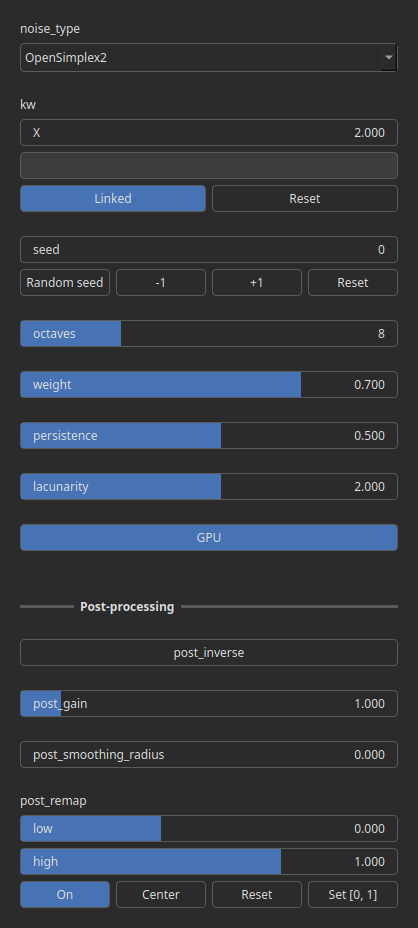 noise_type
OpenSimplex2
kw
X 2.000
Linked Reset
seed 0
Random seed -1 +1 Reset
octaves 8
weight 0.700
persistence 0.500
lacunarity 2.000
GPU
Post-processing
post_inverse
post_gain 1.000
post_smoothing_radius 0.000
post_remap
low 0.000
high 1.000
On Center Reset Set [0, 1]